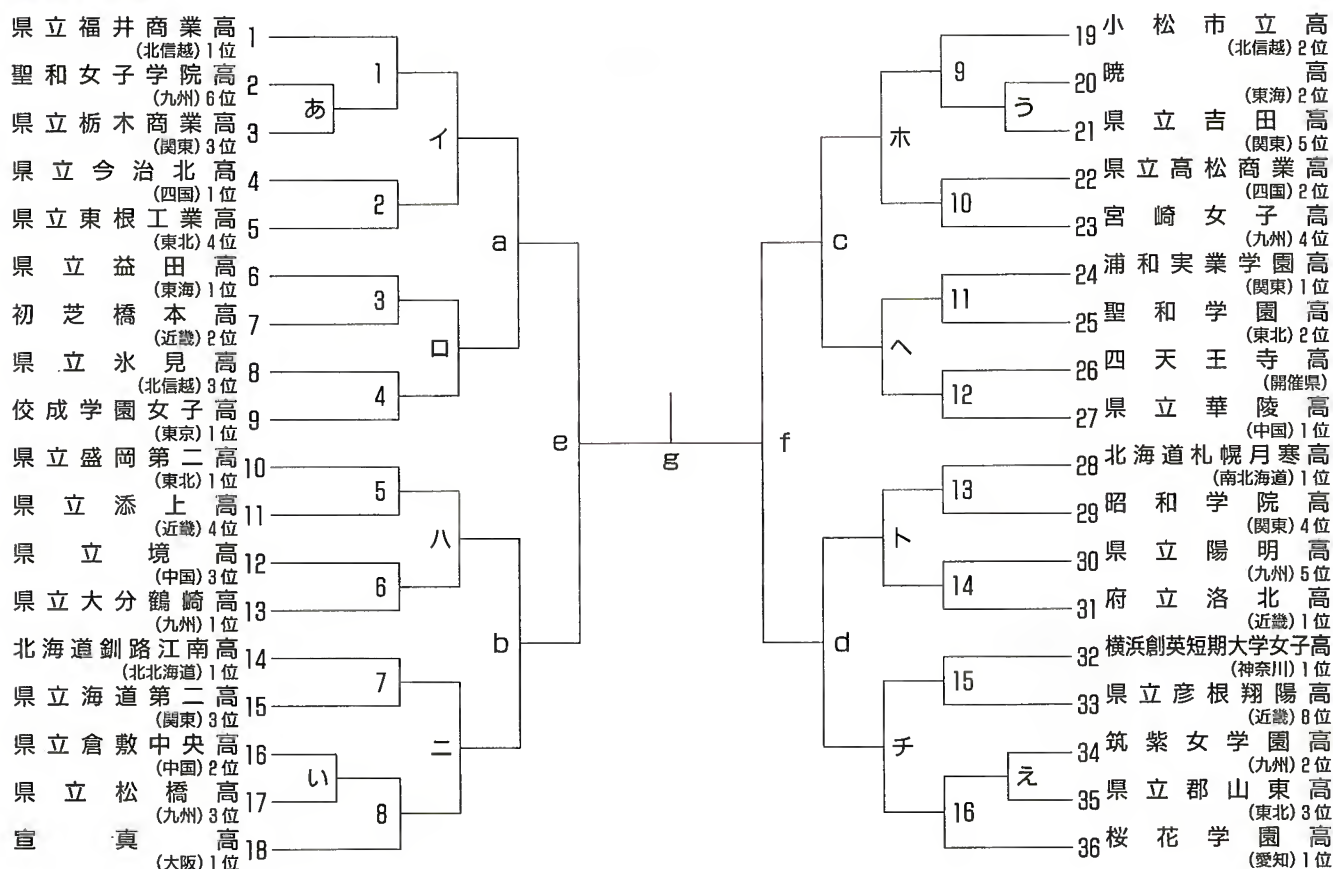 県立福井商業高 1
(北信越)1位
聖和女子学院高 2
(九州)6位
県立栃木商業高 3
(関東)3位
県立今治北高 4
(四国)1位
県立東根工業高 5
(東北)4位
県立益田高 6
(東海)1位
初芝橋本高 7
(近畿)2位
県立氷見高 8
(北信越)3位
佼成学園女子高 9
(東京)1位
県立盛岡第二高 10
(東北)1位
県立添上高 11
(近畿)4位
県立境高 12
(中国)3位
県立大分鶴崎高 13
(九州)1位
北海道釧路江南高 14
(北北海道)1位
県立海道第二高 15
(関東)3位
県立倉敷中央高 16
(中国)2位
県立松橋高 17
(九州)3位
宣真高 18
(大阪)1位
あ
い
1
2
3
4
5
6
7
8
イ
ロ
ハ
ニ
a
b
e
g
f
c
d
ホ
ヘ
ト
チ
9
10
11
12
13
14
15
16
う
え
19 小松市立高
(北信越)2位
20 暁高
(東海)2位
21 県立吉田高
(関東)5位
22 県立高松商業高
(四国)2位
23 宮崎女子高
(九州)4位
24 浦和実業学園高
(関東)1位
25 聖和学園高
(東北)2位
26 四天王寺高
(開催県)
27 県立華陵高
(中国)1位
28 北海道札幌月寒高
(南北海道)1位
29 昭和学院高
(関東)4位
30 県立陽明高
(九州)5位
31 府立洛北高
(近畿)1位
32 横浜創英短期大学女子高
(神奈川)1位
33 県立彦根翔陽高
(近畿)8位
34 筑紫女学園高
(九州)2位
35 県立郡山東高
(東北)3位
36 桜花学園高
(愛知)1位